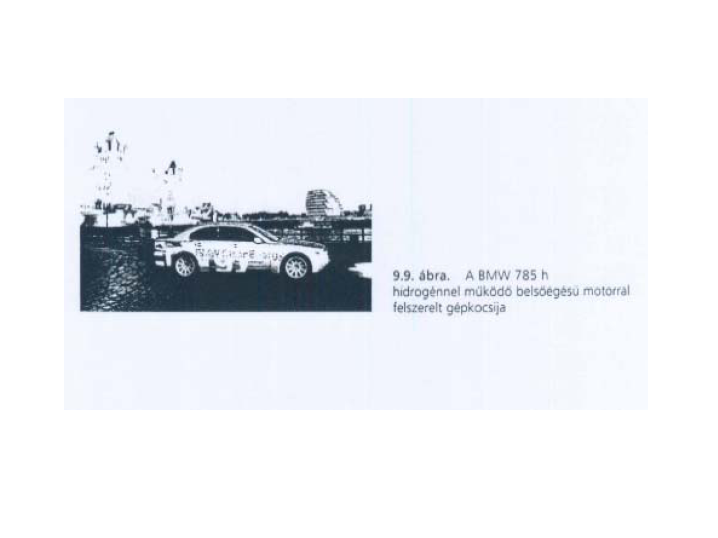 9.9. ábra. A BMW 785 h
hidrogénnel működő belsőégésű motorral
felszerelt gépkocsija